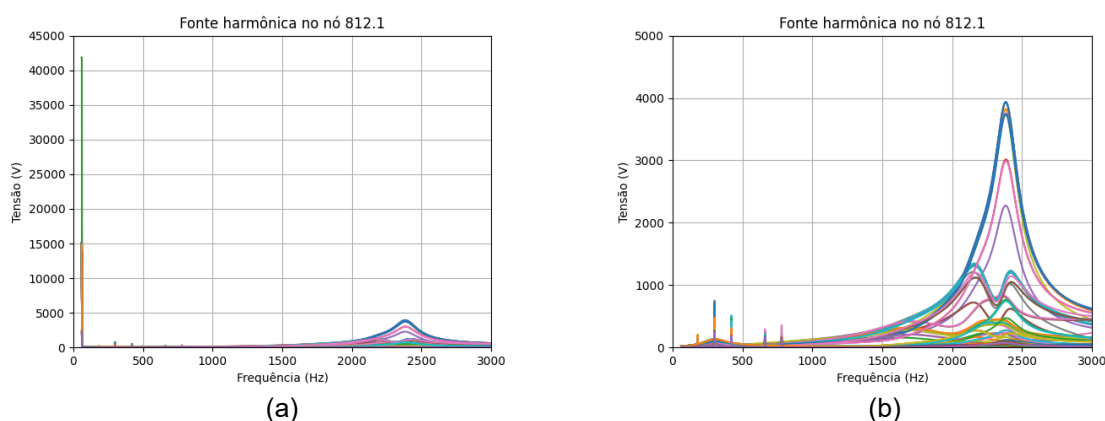 Fonte harmônica no nó 812.1
45000
40000
35000
30000
25000
20000
15000
10000
5000
0
Tensão (V)
0 500 1000 1500 2000 2500 3000
Frequência (Hz)
(a)
Fonte harmônica no nó 812.1
5000
4000
3000
2000
1000
0
Tensão (V)
0 500 1000 1500 2000 2500 3000
Frequência (Hz)
(b)